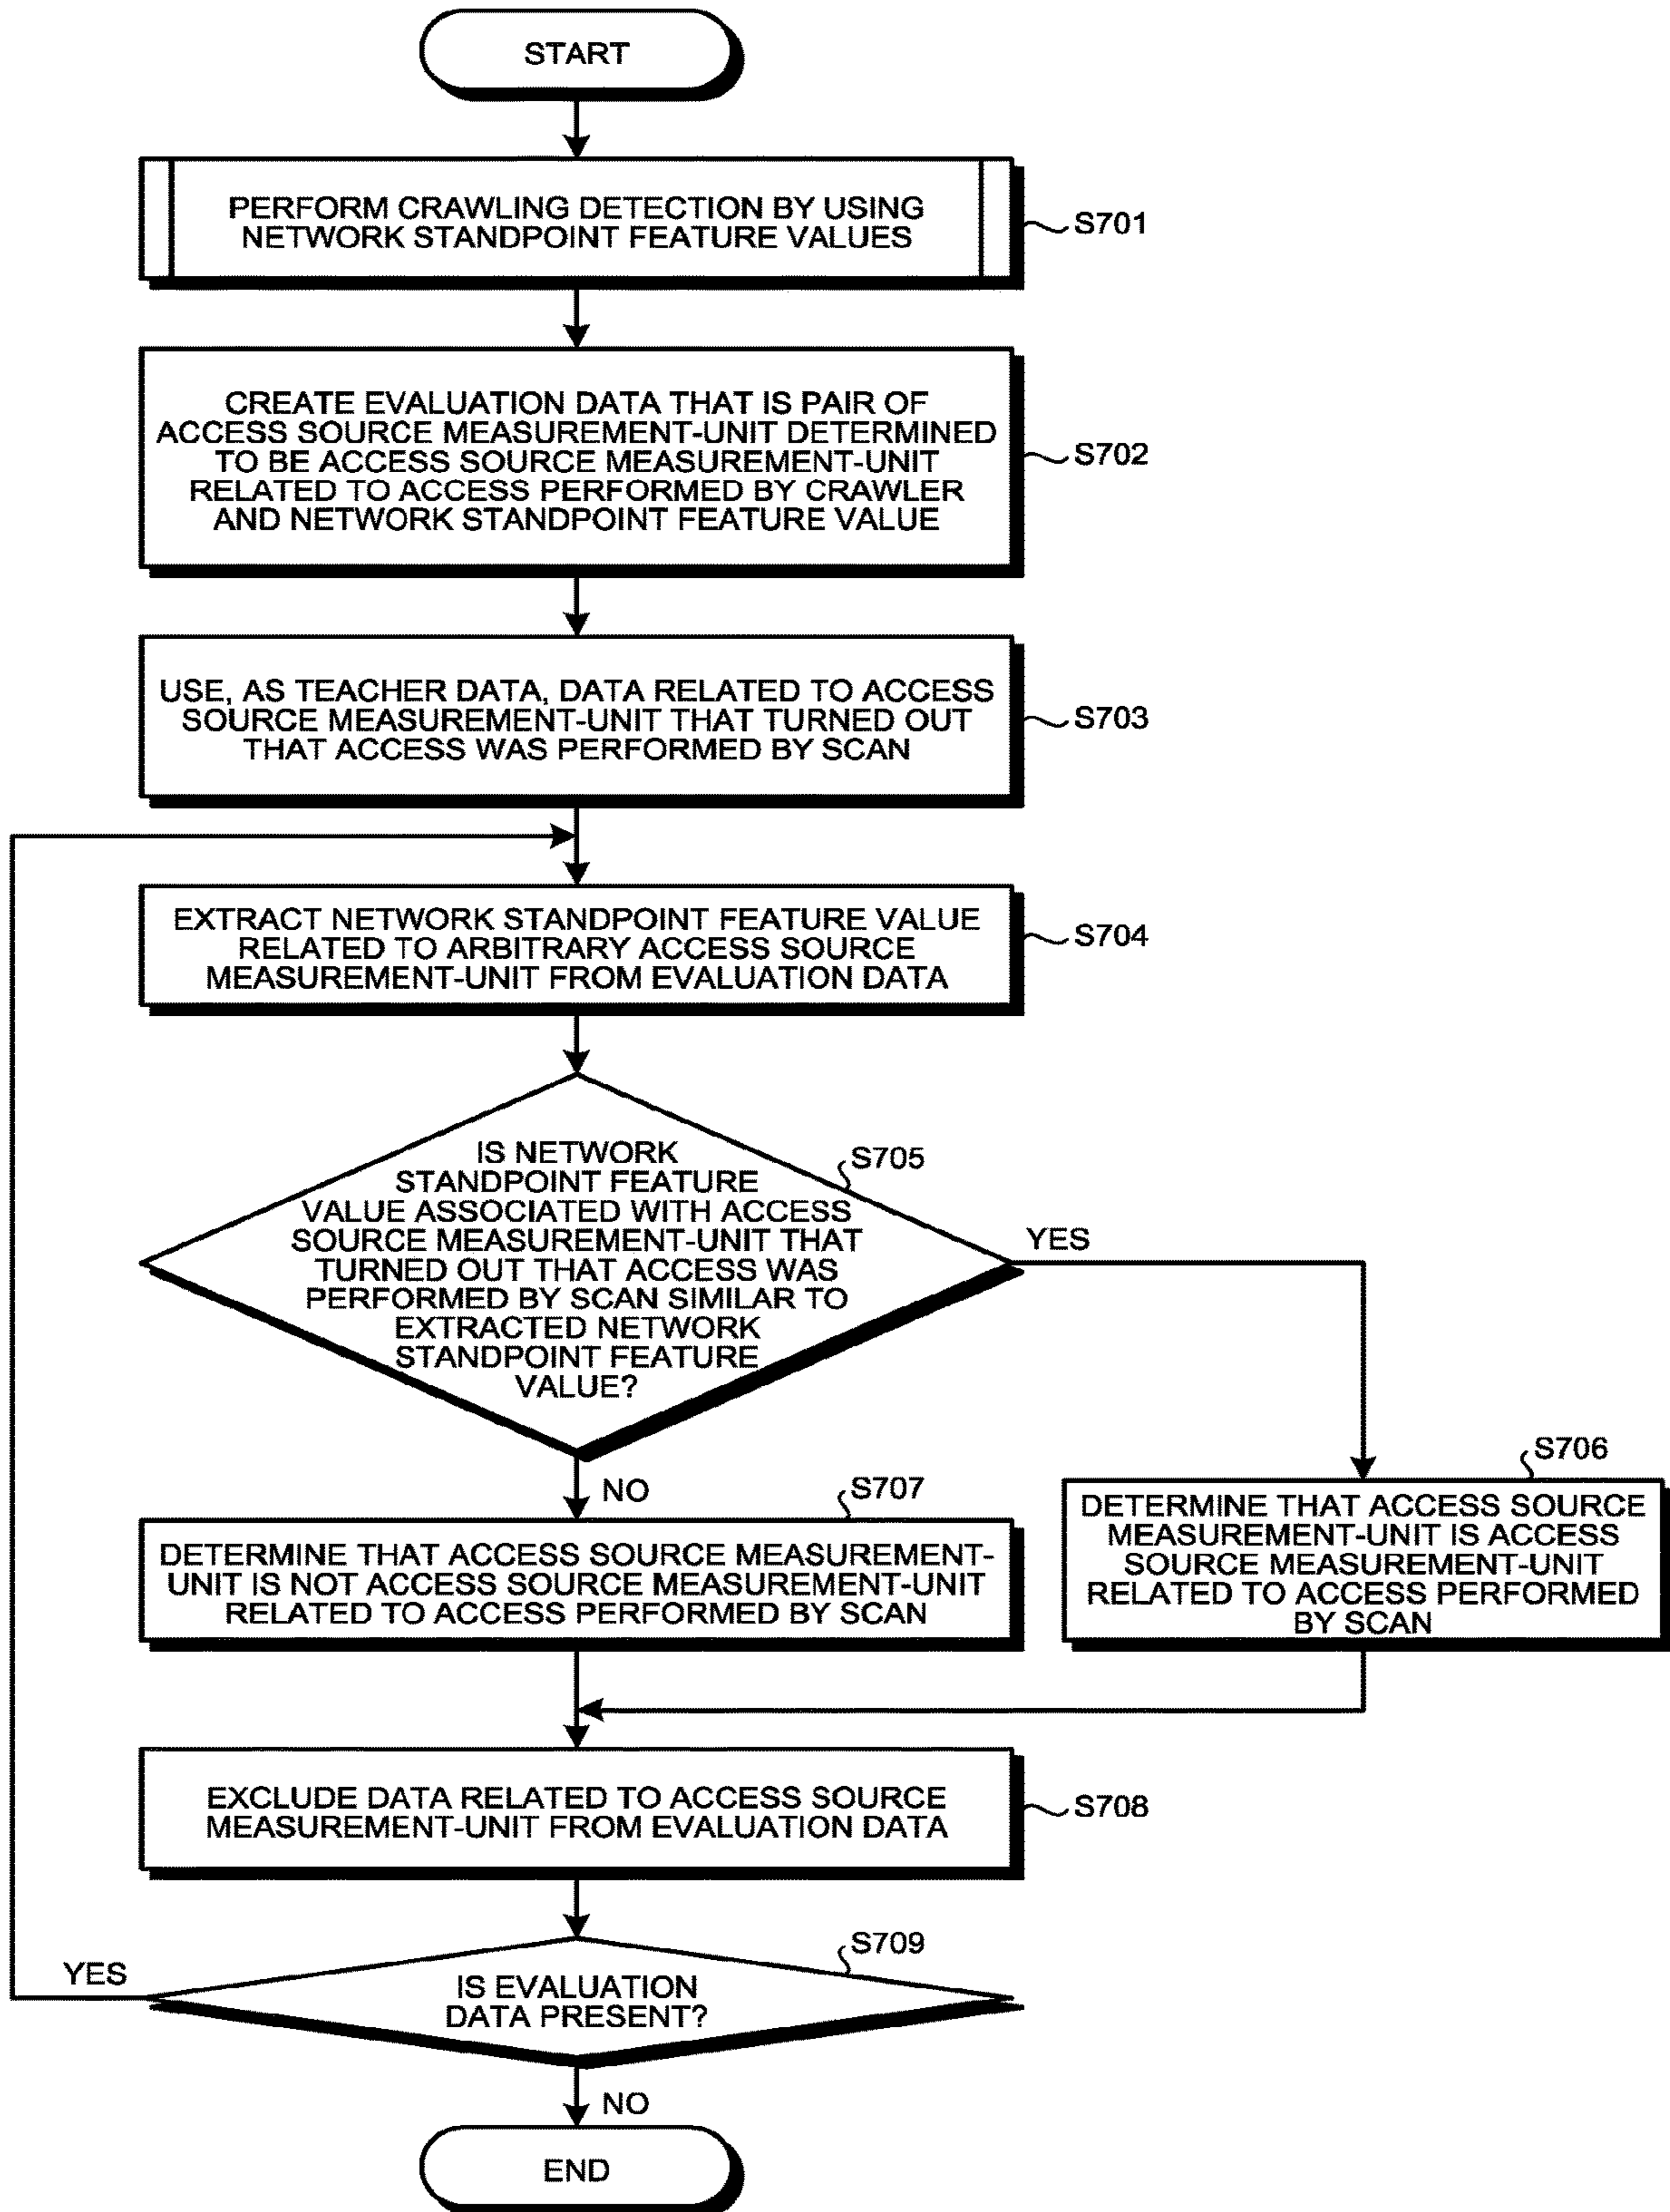 START
PERFORM CRAWLING DETECTION BY USING
NETWORK STANDPOINT FEATURE VALUES
S701
CREATE EVALUATION DATA THAT IS PAIR OF
ACCESS SOURCE MEASUREMENT-UNIT DETERMINED
TO BE ACCESS SOURCE MEASUREMENT-UNIT
RELATED TO ACCESS PERFORMED BY CRAWLER
AND NETWORK STANDPOINT FEATURE VALUE
S702
USE, AS TEACHER DATA, DATA RELATED TO ACCESS
SOURCE MEASUREMENT-UNIT THAT TURNED OUT
THAT ACCESS WAS PERFORMED BY SCAN
S703
EXTRACT NETWORK STANDPOINT FEATURE VALUE
RELATED TO ARBITRARY ACCESS SOURCE
MEASUREMENT-UNIT FROM EVALUATION DATA
S704
IS NETWORK
STANDPOINT FEATURE
VALUE ASSOCIATED WITH ACCESS
SOURCE MEASUREMENT-UNIT THAT
TURNED OUT THAT ACCESS WAS
PERFORMED BY SCAN SIMILAR TO
EXTRACTED NETWORK
STANDPOINT FEATURE
VALUE?
S705
YES
NO
S706
DETERMINE THAT ACCESS SOURCE
MEASUREMENT-UNIT IS ACCESS
SOURCE MEASUREMENT-UNIT
RELATED TO ACCESS PERFORMED
BY SCAN
S707
DETERMINE THAT ACCESS SOURCE MEASUREMENT-
UNIT IS NOT ACCESS SOURCE MEASUREMENT-UNIT
RELATED TO ACCESS PERFORMED BY SCAN
EXCLUDE DATA RELATED TO ACCESS SOURCE
MEASUREMENT-UNIT FROM EVALUATION DATA
S708
S709
YES
IS EVALUATION
DATA PRESENT?
NO
END